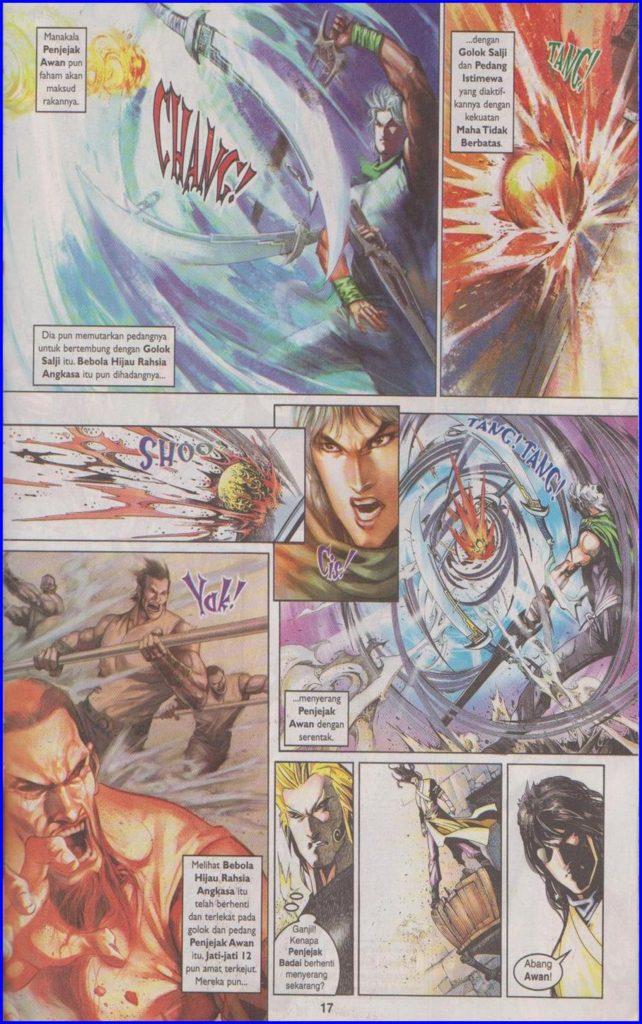 Manakala
Penjejak
Awan pun
faham akan
maksud
rakannya.
CHANG!
...dengan
Golok Salji
dan Pedang
Istimewa
yang diaktif-
kannya dengan
kekuatan
Maha Tidak
Berbatas.
TANG!
Dia pun memutarkan pedangnya
untuk bertembung dengan Golok
Salji itu. Bebola Hijau Rahsia
Angkasa itu pun dihadangnya...
SHOO
Cis!
TANG! TANG!
...menyerang
Penjejak
Awan dengan
serentak.
Yak!
Melihat Bebola
Hijau Rahsia
Angkasa itu
telah berhenti
dan terlekat pada
golok dan pedang
Penjejak Awan
itu, Jati-jati 12
pun amat terkejut.
Mereka pun...
Ganjil!
Kenapa
Penjejak
Badai berhenti
menyerang
sekarang?
Abang
Awan!
17